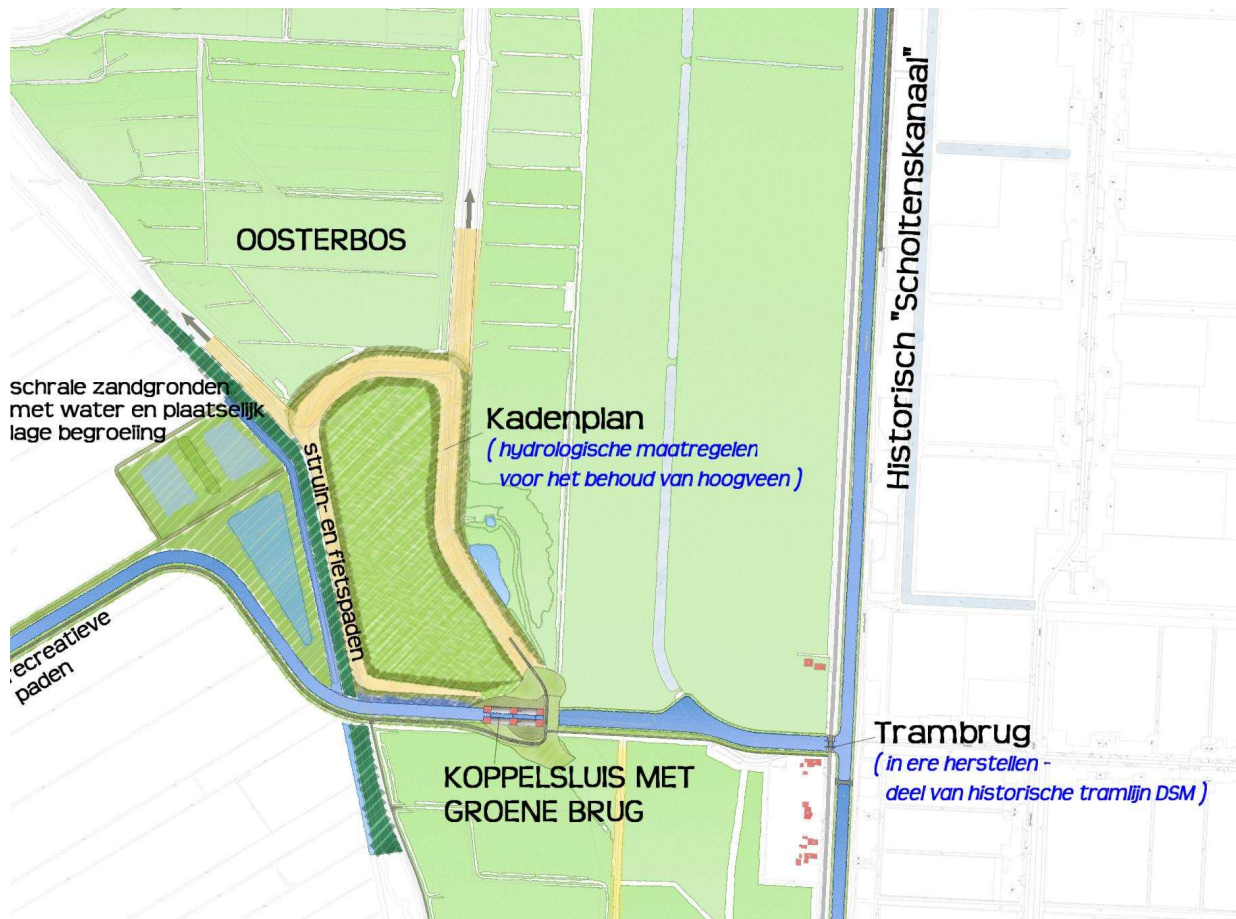 Historisch "Scholtenskanaal"
OOSTERBOS
schrale zandgronden
met water en plaatselijk
lage begroeiing
Kadenplan
( hydrologische maatregelen
voor het behoud van hoogveen )
struin- en fietspaden
recreatieve
paden
Trambrug
( in ere herstellen -
deel van historische tramlijn DSM )
KOPPELSLUIS MET
GROENE BRUG